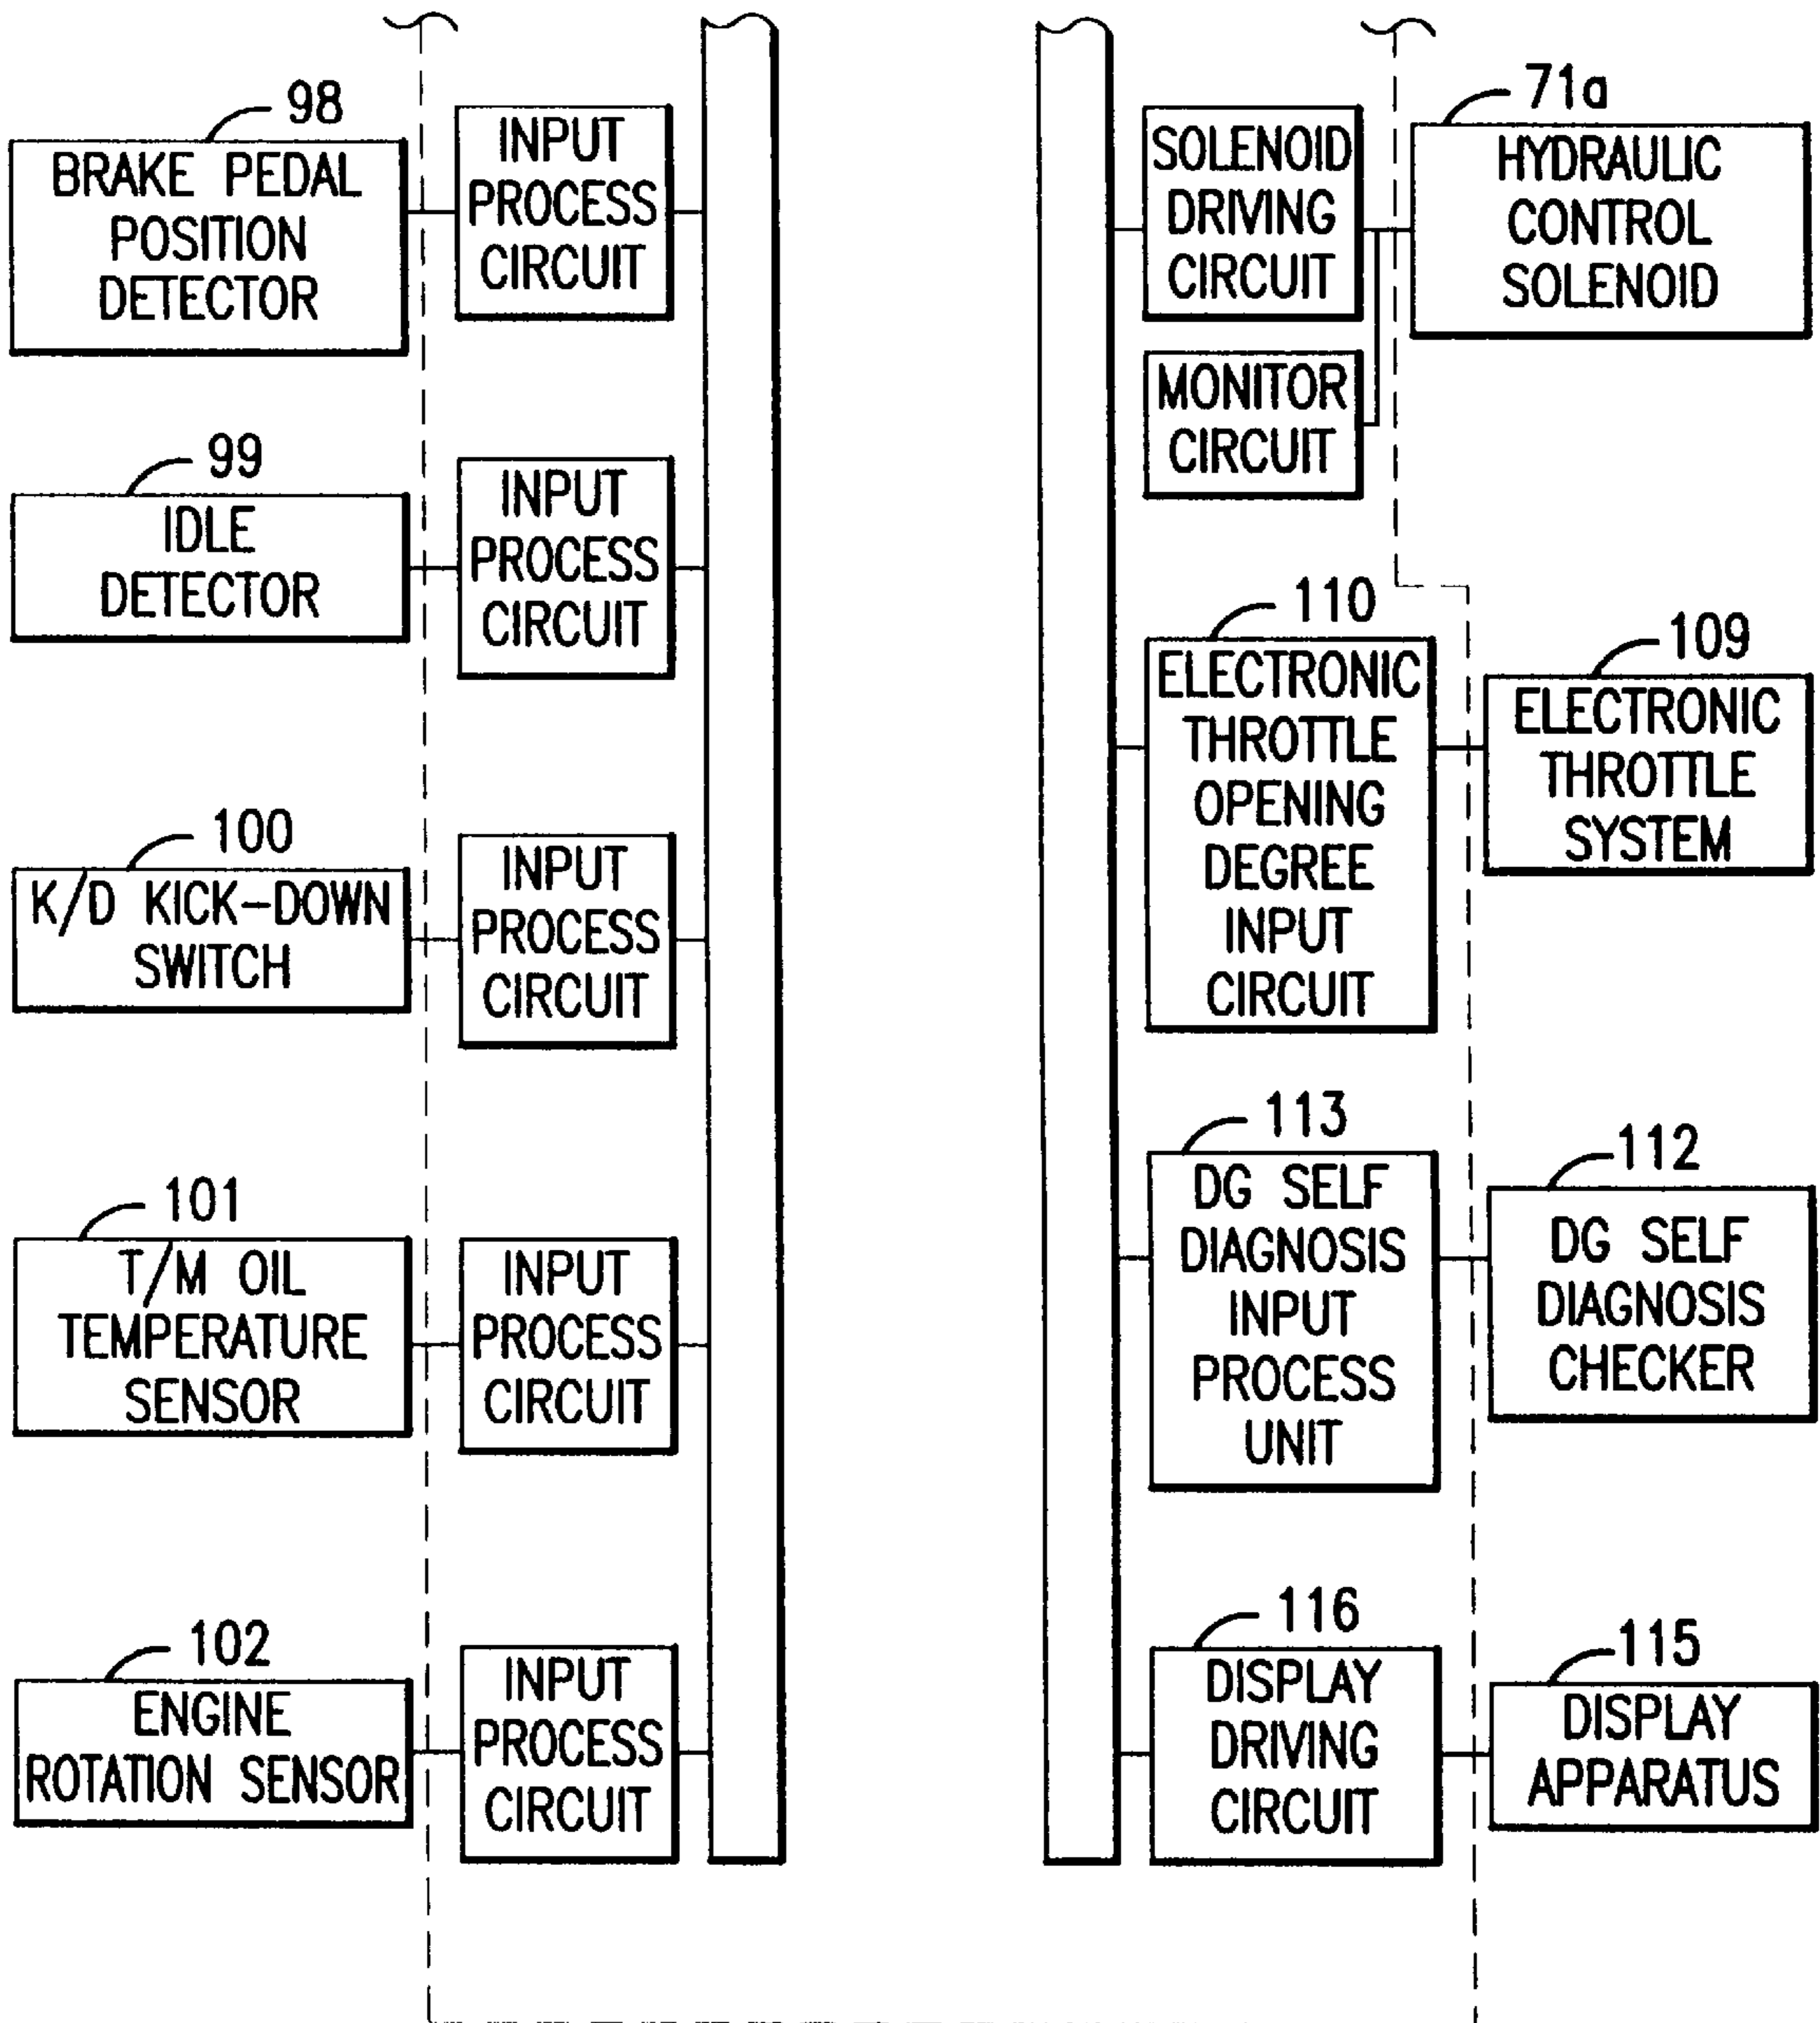 98
BRAKE PEDAL
POSITION
DETECTOR
INPUT
PROCESS
CIRCUIT
99
IDLE
DETECTOR
INPUT
PROCESS
CIRCUIT
100
K/D KICK-DOWN
SWITCH
INPUT
PROCESS
CIRCUIT
101
T/M OIL
TEMPERATURE
SENSOR
INPUT
PROCESS
CIRCUIT
102
ENGINE
ROTATION SENSOR
INPUT
PROCESS
CIRCUIT
SOLENOID
DRIVING
CIRCUIT
71a
HYDRAULIC
CONTROL
SOLENOID
MONITOR
CIRCUIT
110
ELECTRONIC
THROTTLE
OPENING
DEGREE
INPUT
CIRCUIT
109
ELECTRONIC
THROTTLE
SYSTEM
113
DG SELF
DIAGNOSIS
INPUT
PROCESS
UNIT
112
DG SELF
DIAGNOSIS
CHECKER
116
DISPLAY
DRIVING
CIRCUIT
115
DISPLAY
APPARATUS